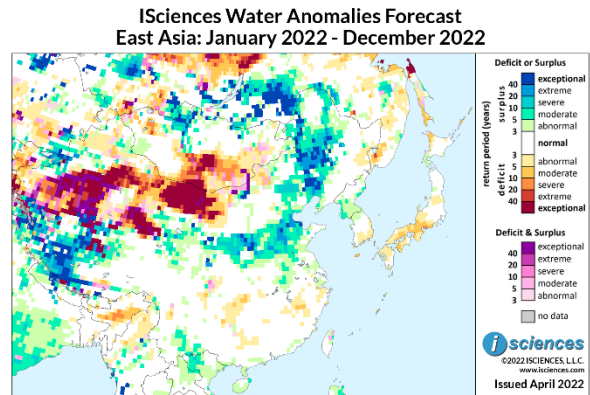 ISciences Water Anomalies Forecast
East Asia: January 2022 - December 2022
Deficit or Surplus
exceptional
40
extreme
20
severe
10
moderate
5
abnormal
3
normal
3
abnormal
5
moderate
10
severe
20
extreme
40
exceptional
return period (years)
surplus
deficit
Deficit & Surplus
exceptional
40
extreme
20
severe
10
moderate
5
abnormal
3
no data
isciences
©2022 ISCIENCES, L.L.C.
www.isciences.com
Issued April 2022